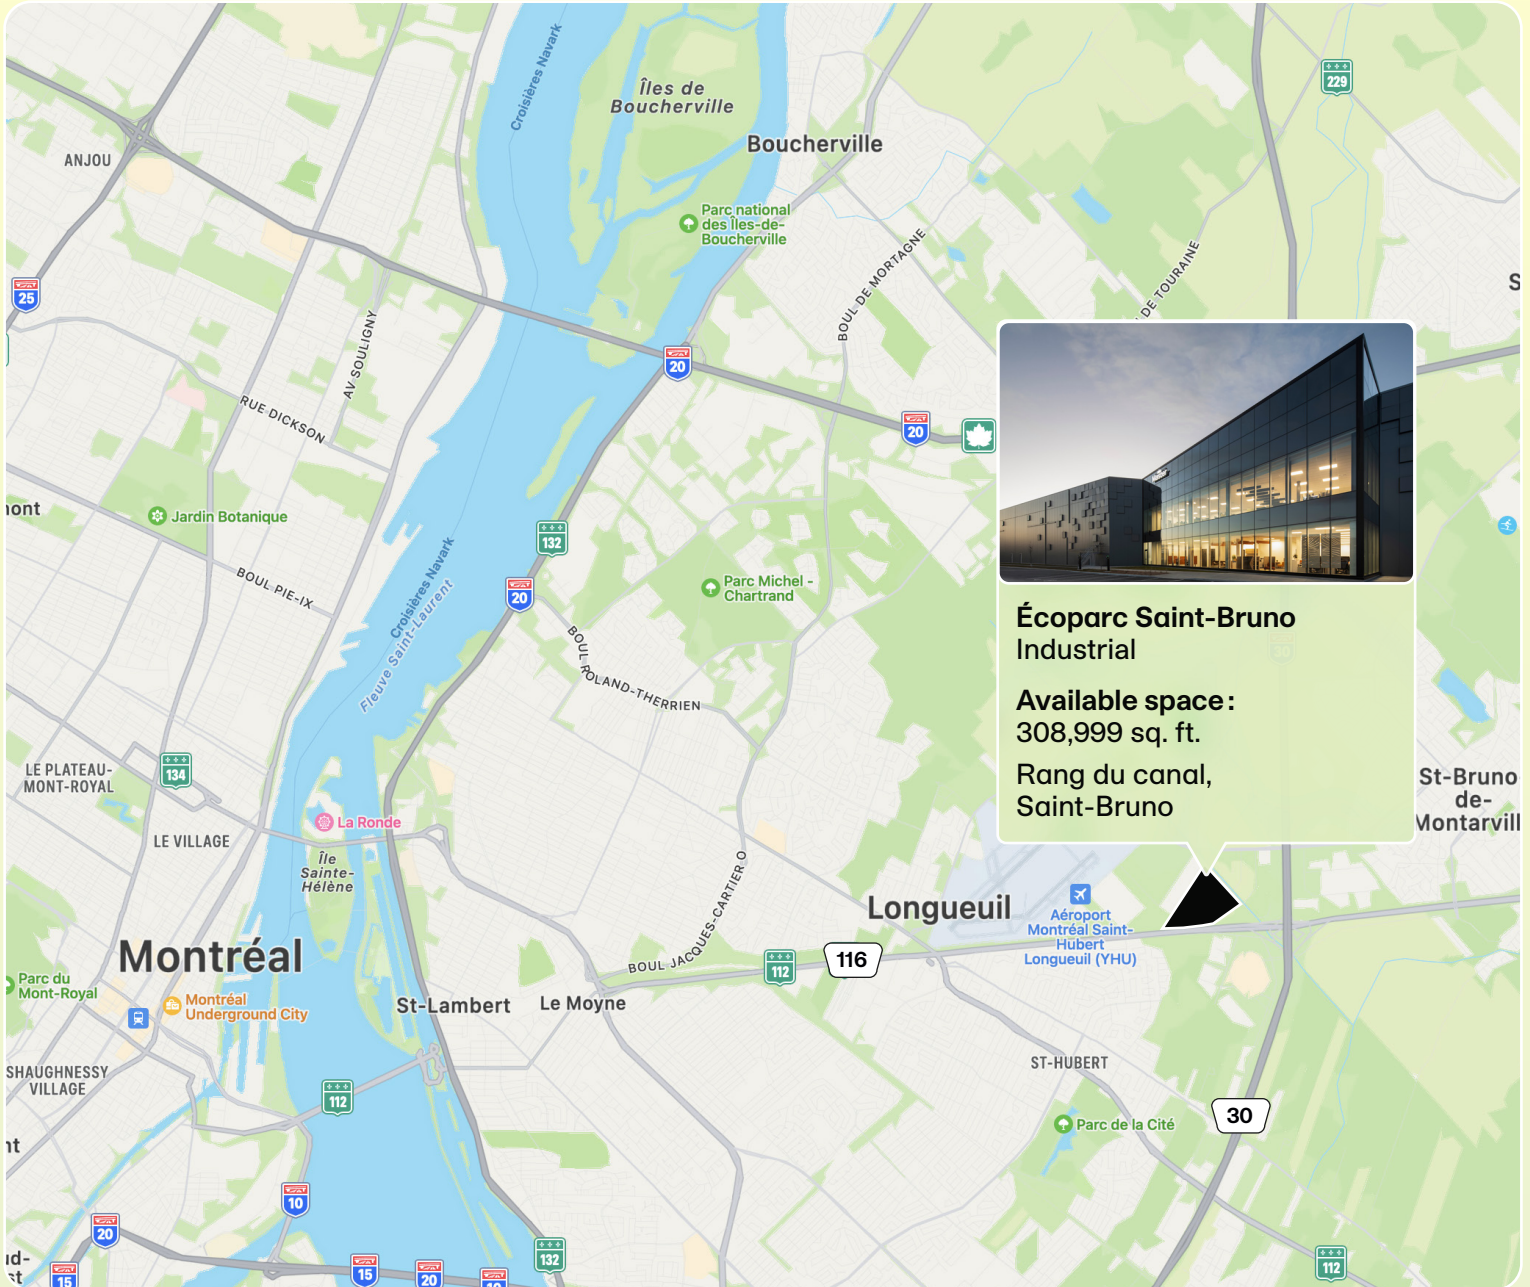 Croisières Navark
Îles de
Boucherville
229
Boucherville
ANJOU
Parc national
des Îles-de-
Boucherville
BOUL DE MORTAGNE
DE TOURAINE
25
AV SOULIGNY
20
RUE DICKSON
20
Jardin Botanique
132
BOUL PIE-IX
Croisières Navark
Fleuve Saint-Laurent
20
Parc Michel -
Chartrand
BOUL ROLAND-THERRIEN
Écoparc Saint-Bruno
Industrial
Available space:
308,999 sq. ft.
Rang du canal,
Saint-Bruno
30
St-Bruno
de-
Montarvill
LE PLATEAU-
MONT-ROYAL
134
LE VILLAGE
La Ronde
Île
Sainte-
Hélène
BOUL JACQUES-CARTIER O
Longueuil
Aéroport
Montréal Saint-
Hubert
Longueuil (YHU)
Montréal
112
116
Parc du
Mont-Royal
Montréal
Underground City
St-Lambert
Le Moyne
SHAUGHNESSY
VILLAGE
112
ST-HUBERT
Parc de la Cité
30
10
20
15
15
20
132
112